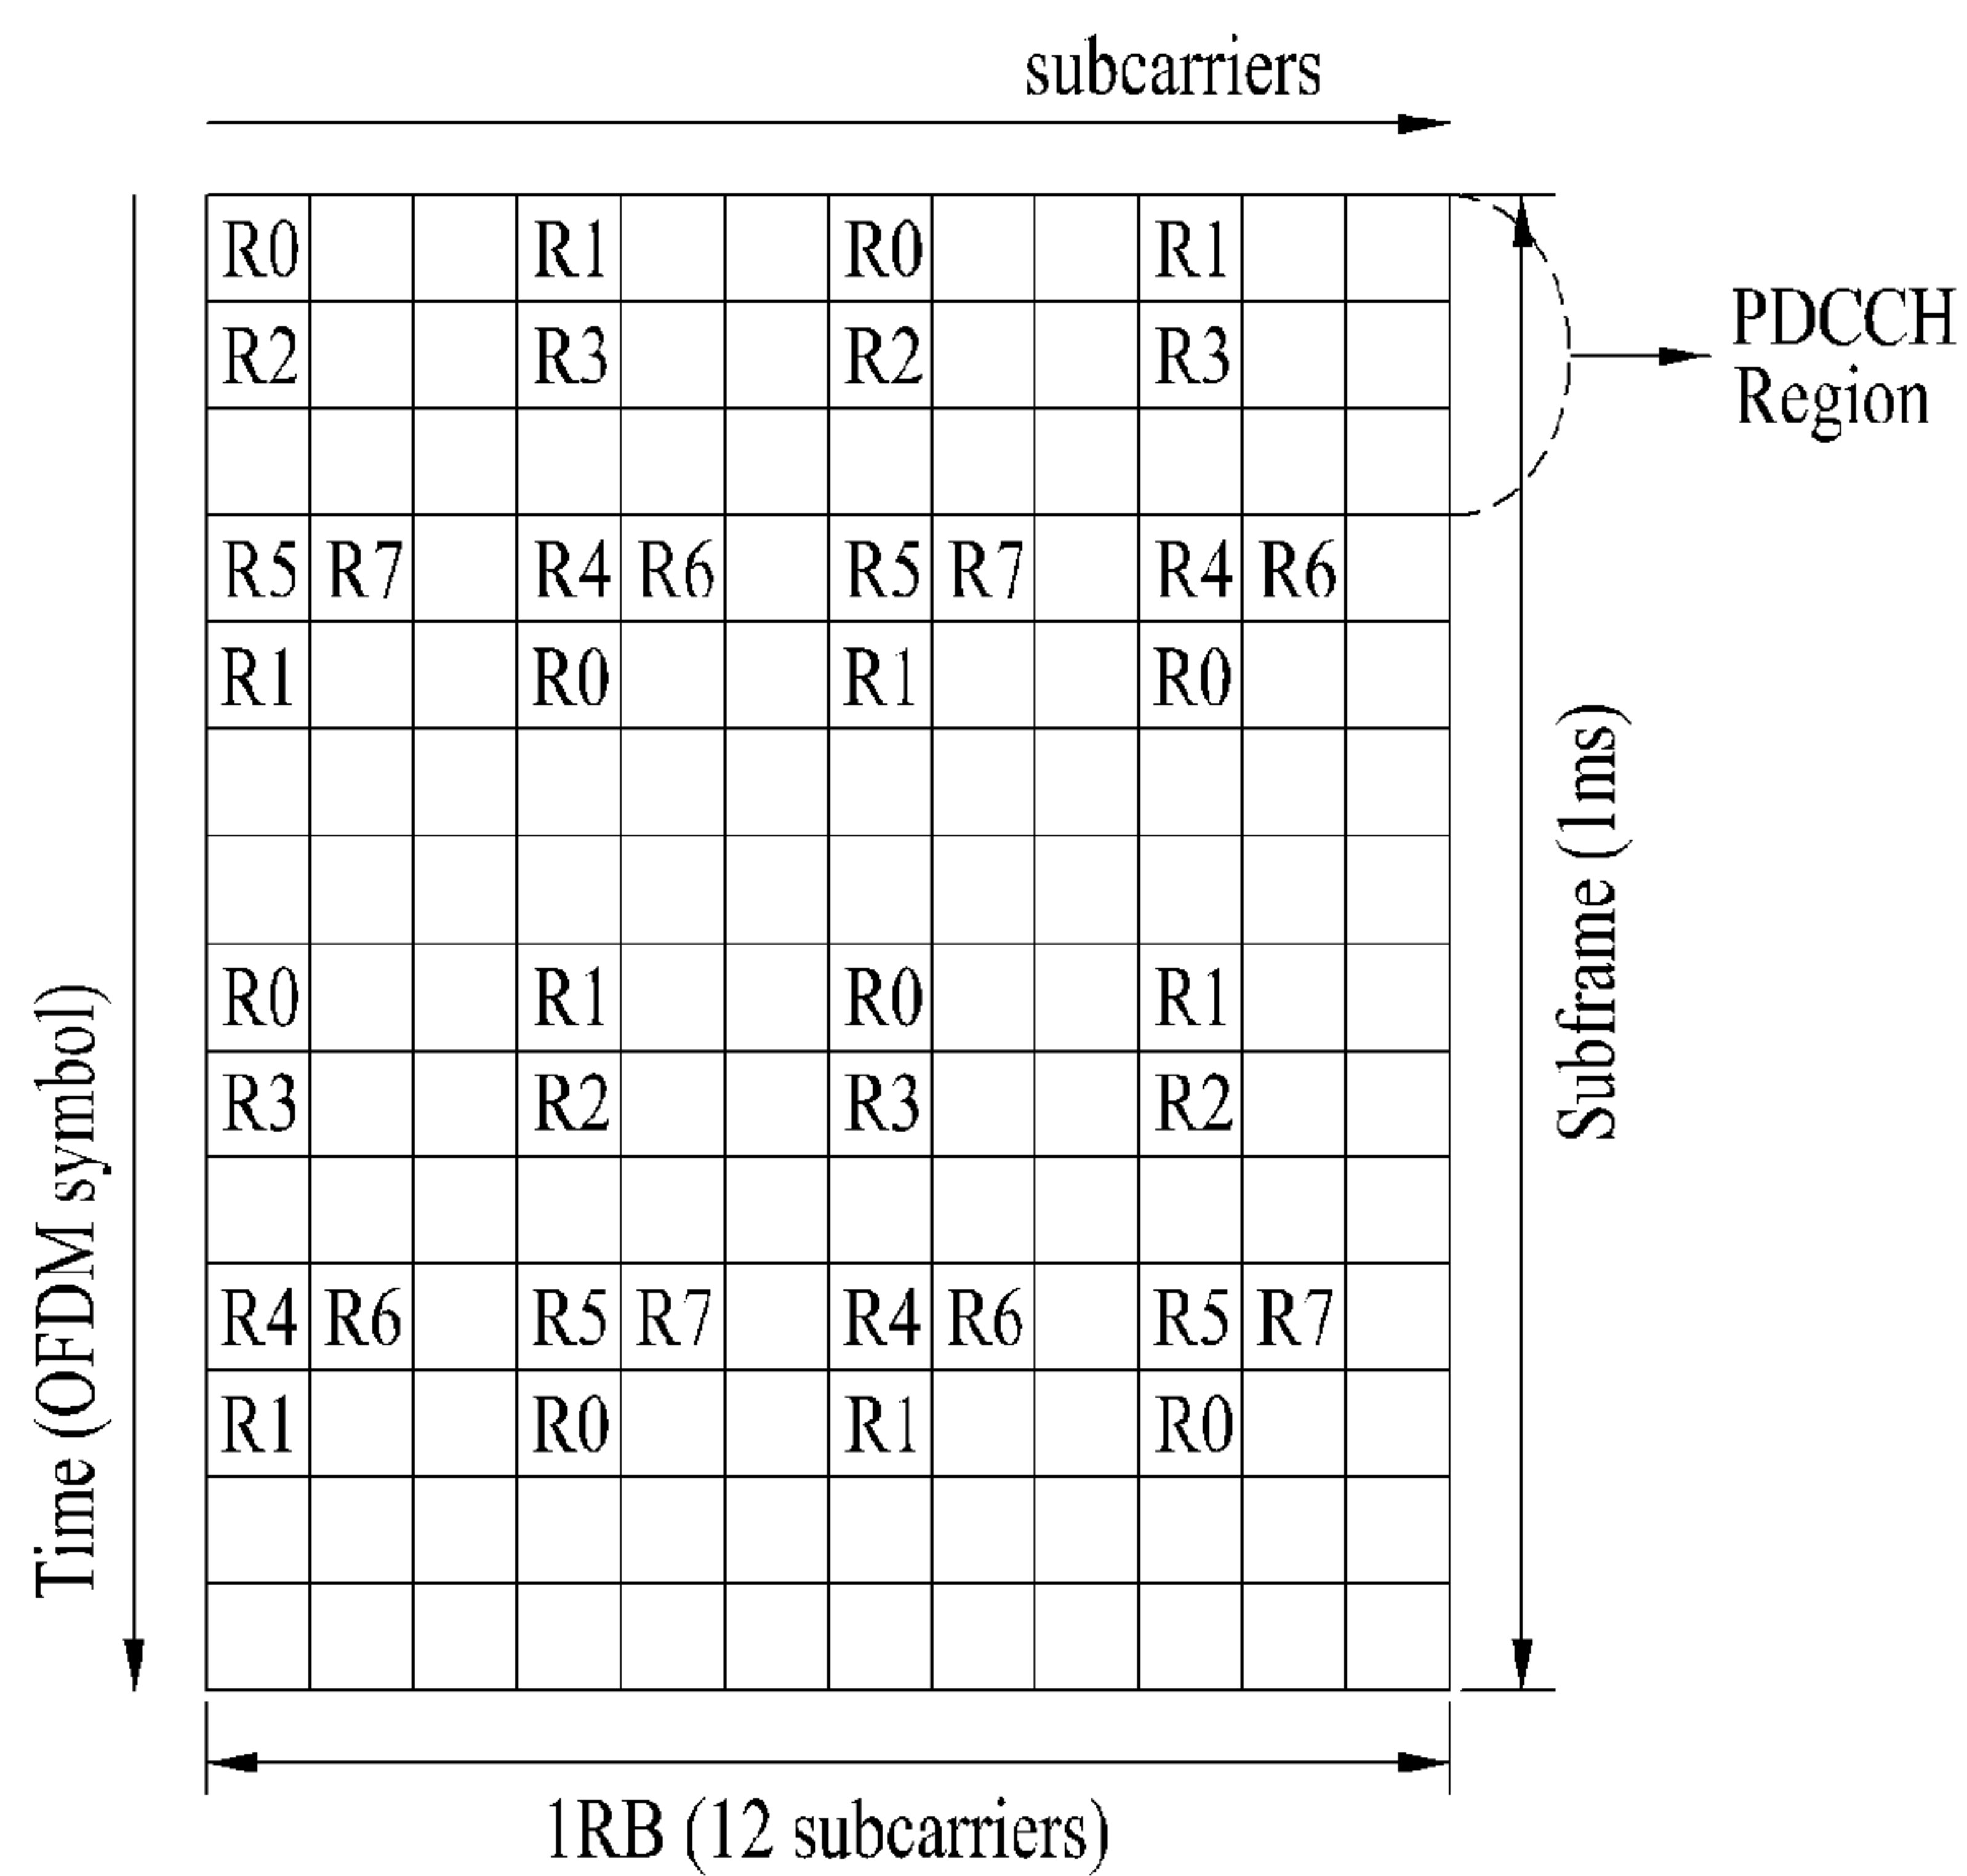 subcarriers
R0 R1 R0 R1
R2 R3 R2 R3
PDCCH
Region
R5 R7 R4 R6 R5 R7 R4 R6
R1 R0 R1 R0
R0 R1 R0 R1
R3 R2 R3 R2
R4 R6 R5 R7 R4 R6 R5 R7
R1 R0 R1 R0
Time (OFDM symbol)
Subframe (1ms)
1RB (12 subcarriers)